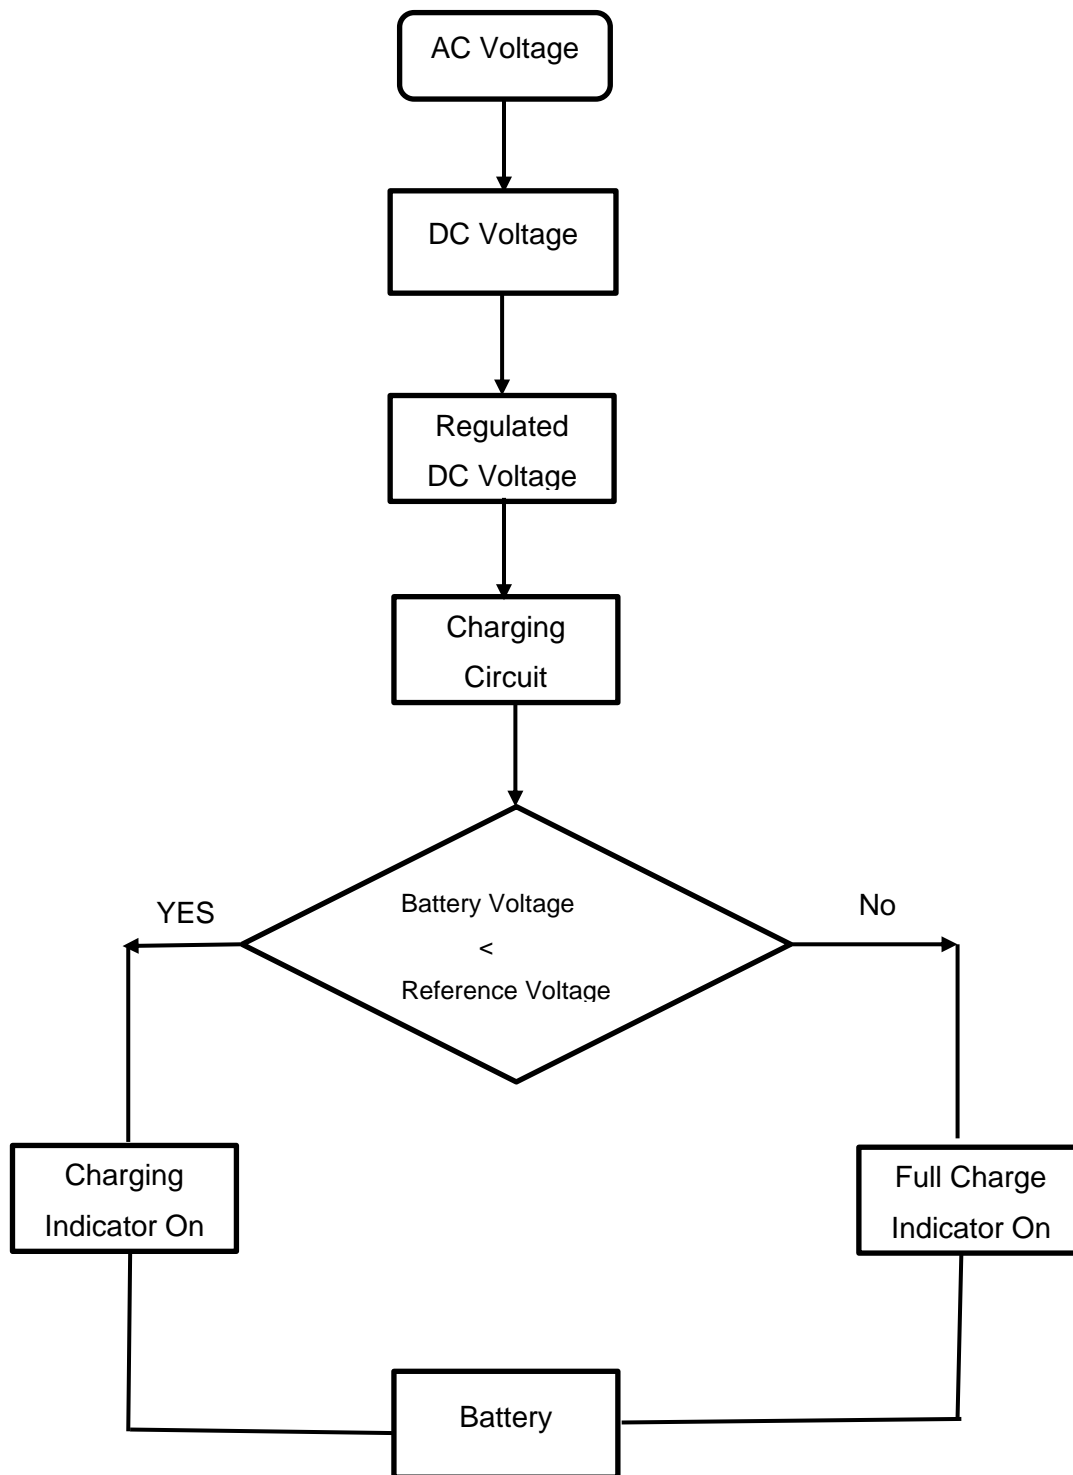 AC Voltage
DC Voltage
Regulated
DC Voltage
Charging
Circuit
Battery Voltage
<
Reference Voltage
YES
No
Charging
Indicator On
Full Charge
Indicator On
Battery